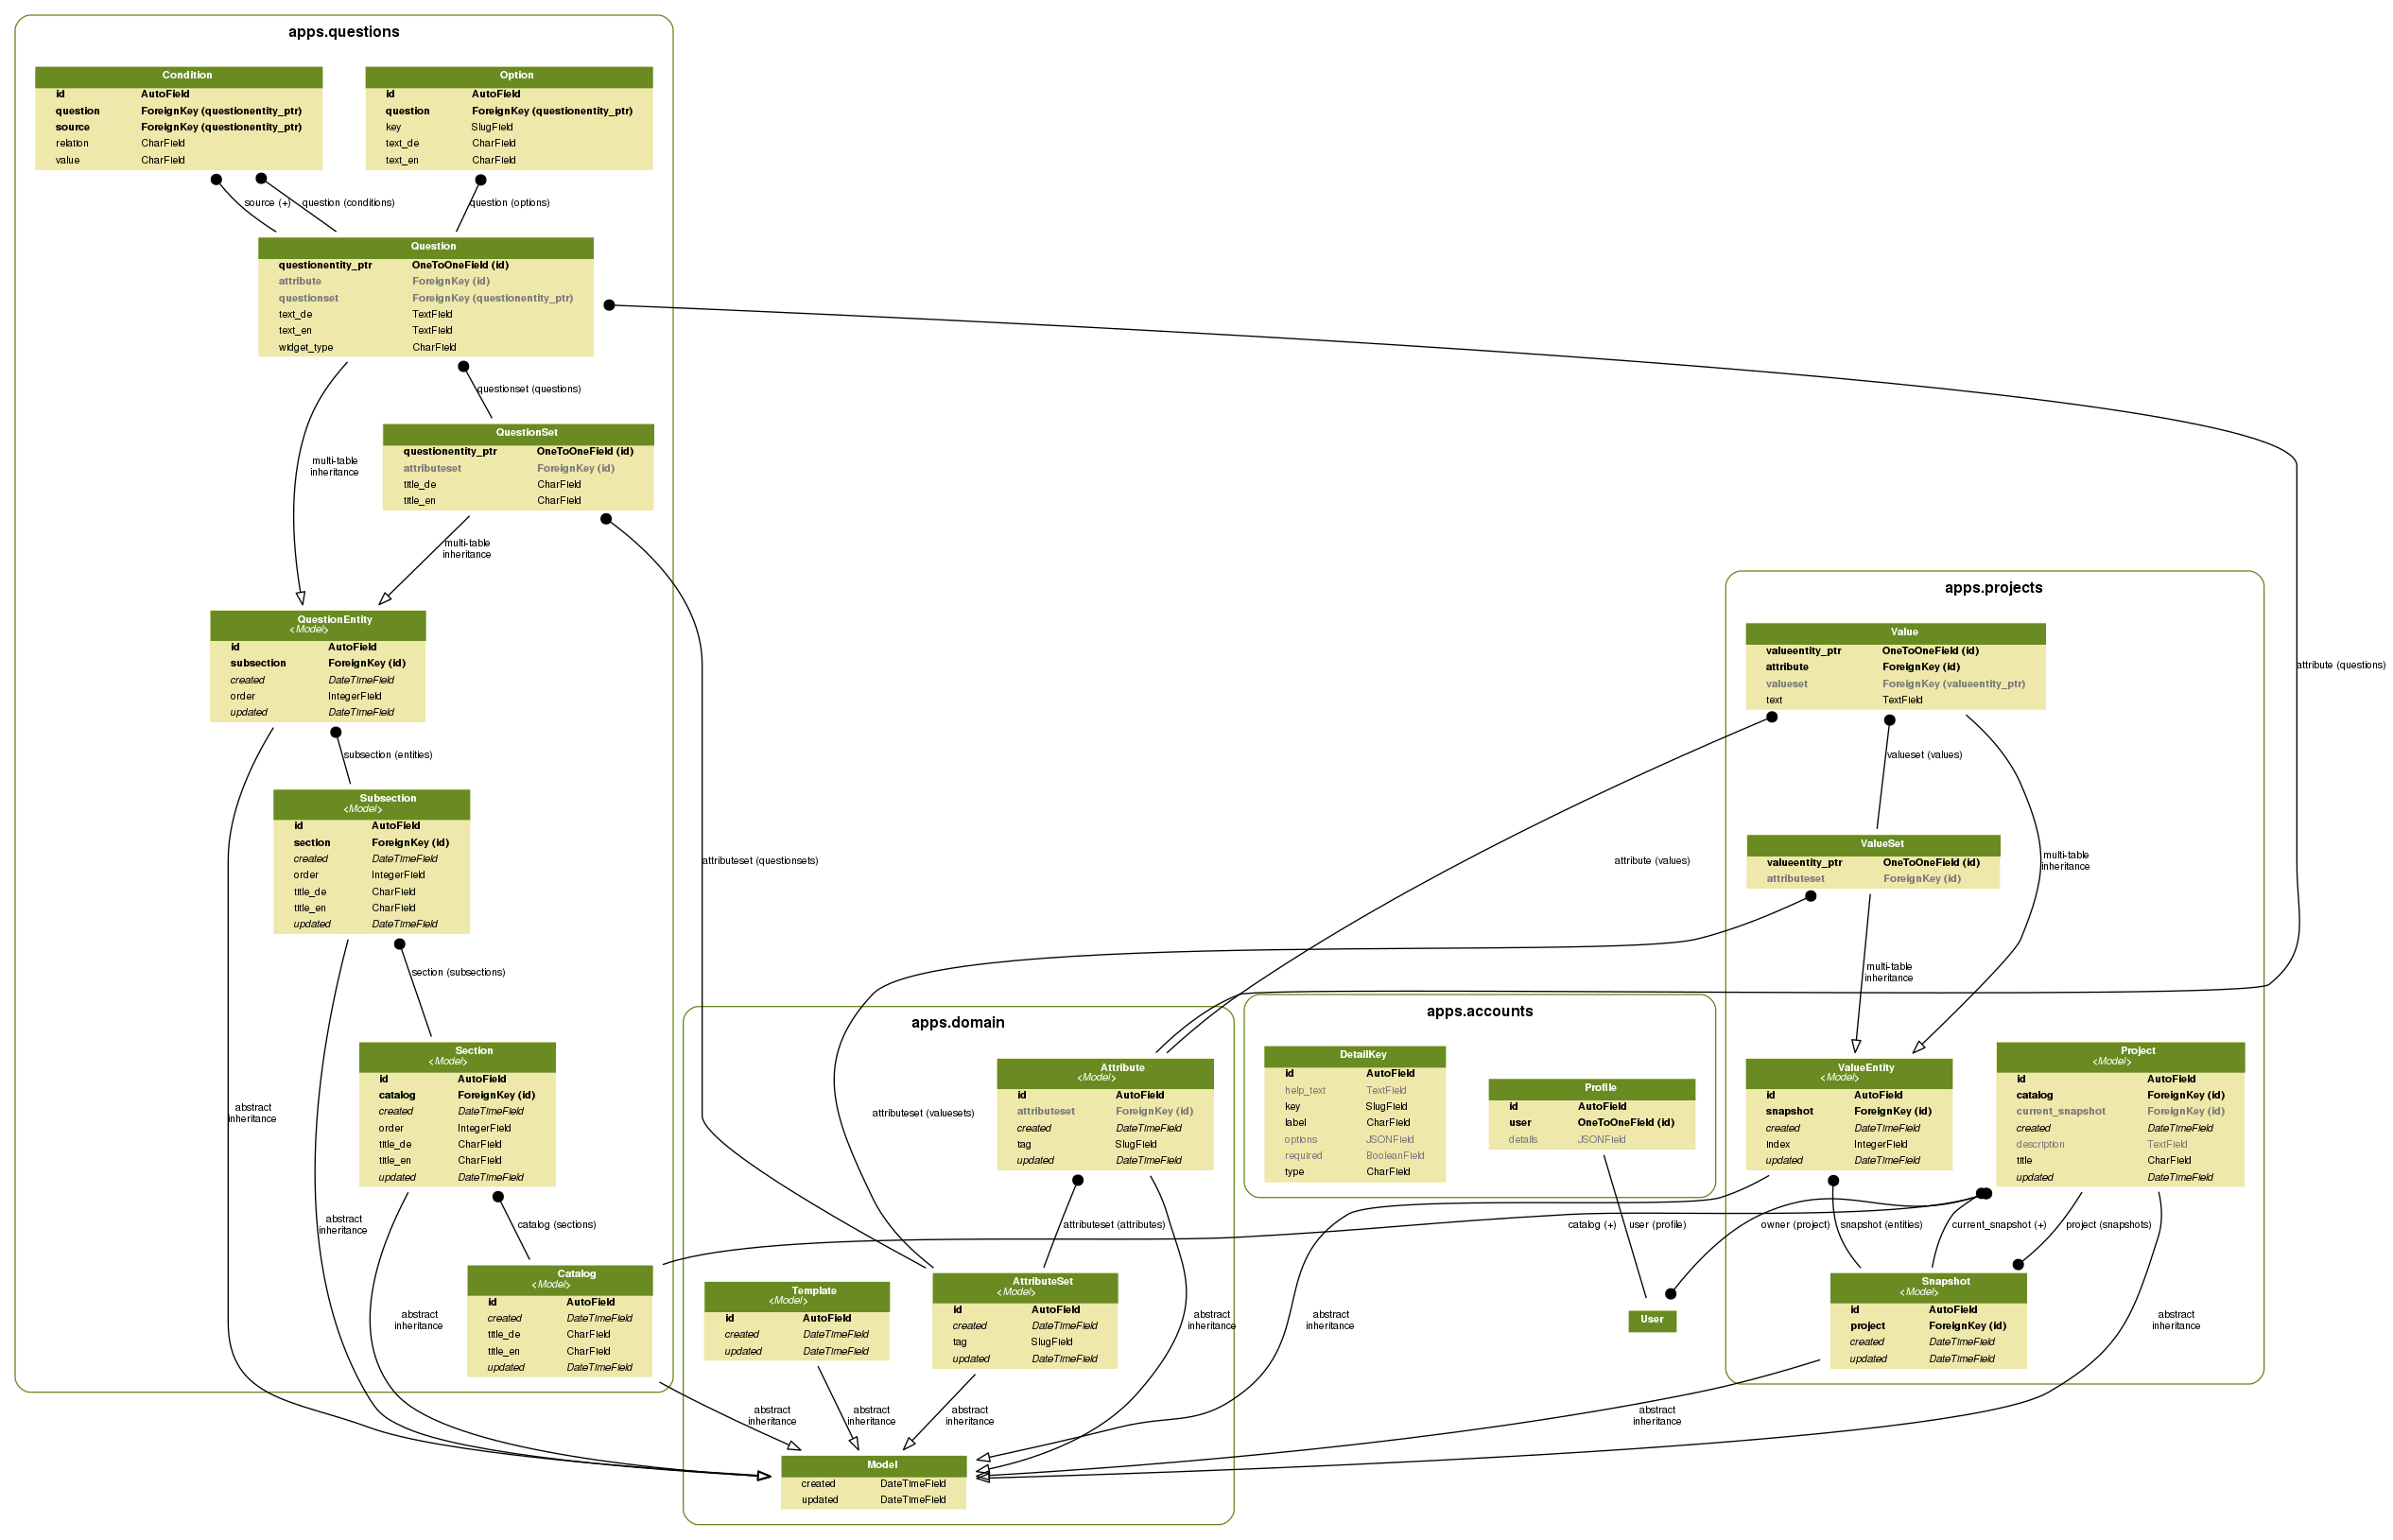 apps.questions
Condition
id AutoField
question ForeignKey (questionentity_ptr)
source ForeignKey (questionentity_ptr)
relation CharField
value CharField
Option
id AutoField
question ForeignKey (questionentity_ptr)
key SlugField
text_de CharField
text_en CharField
source (+)
question (conditions)
question (options)
Question
questionentity_ptr OneToOneField (id)
attribute ForeignKey (id)
questionset ForeignKey (questionentity_ptr)
text_de TextField
text_en TextField
widget_type CharField
questionset (questions)
QuestionSet
questionentity_ptr OneToOneField (id)
attributeset ForeignKey (id)
title_de CharField
title_en CharField
multi-table
inheritance
multi-table
inheritance
QuestionEntity
<Model>
id AutoField
subsection ForeignKey (id)
created DateTimeField
order IntegerField
updated DateTimeField
subsection (entities)
Subsection
<Model>
id AutoField
section ForeignKey (id)
created DateTimeField
order IntegerField
title_de CharField
title_en CharField
updated DateTimeField
section (subsections)
Section
<Model>
id AutoField
catalog ForeignKey (id)
created DateTimeField
order IntegerField
title_de CharField
title_en CharField
updated DateTimeField
abstract
inheritance
abstract
inheritance
catalog (sections)
Catalog
<Model>
id AutoField
created DateTimeField
title_de CharField
title_en CharField
updated DateTimeField
abstract
inheritance
attributeset (questionsets)
apps.projects
Value
valueentity_ptr OneToOneField (id)
attribute ForeignKey (id)
valueset ForeignKey (valueentity_ptr)
text TextField
attribute (questions)
valueset (values)
attribute (values)
ValueSet
valueentity_ptr OneToOneField (id)
attributeset ForeignKey (id)
multi-table
inheritance
multi-table
inheritance
ValueEntity
<Model>
id AutoField
snapshot ForeignKey (id)
created DateTimeField
index IntegerField
updated DateTimeField
Project
<Model>
id AutoField
catalog ForeignKey (id)
current_snapshot ForeignKey (id)
created DateTimeField
description TextField
title CharField
updated DateTimeField
owner (project)
snapshot (entities)
current_snapshot (+)
project (snapshots)
Snapshot
<Model>
id AutoField
project ForeignKey (id)
created DateTimeField
updated DateTimeField
abstract
inheritance
abstract
inheritance
apps.accounts
DetailKey
id AutoField
help_text TextField
key SlugField
label CharField
options JSONField
required BooleanField
type CharField
Profile
id AutoField
user OneToOneField (id)
details JSONField
catalog (+)
user (profile)
User
abstract
inheritance
apps.domain
Attribute
<Model>
id AutoField
attributeset ForeignKey (id)
created DateTimeField
tag SlugField
updated DateTimeField
attributeset (valuesets)
attributeset (attributes)
Template
<Model>
id AutoField
created DateTimeField
updated DateTimeField
AttributeSet
<Model>
id AutoField
created DateTimeField
tag SlugField
updated DateTimeField
abstract
inheritance
abstract
inheritance
abstract
inheritance
abstract
inheritance
Model
created DateTimeField
updated DateTimeField